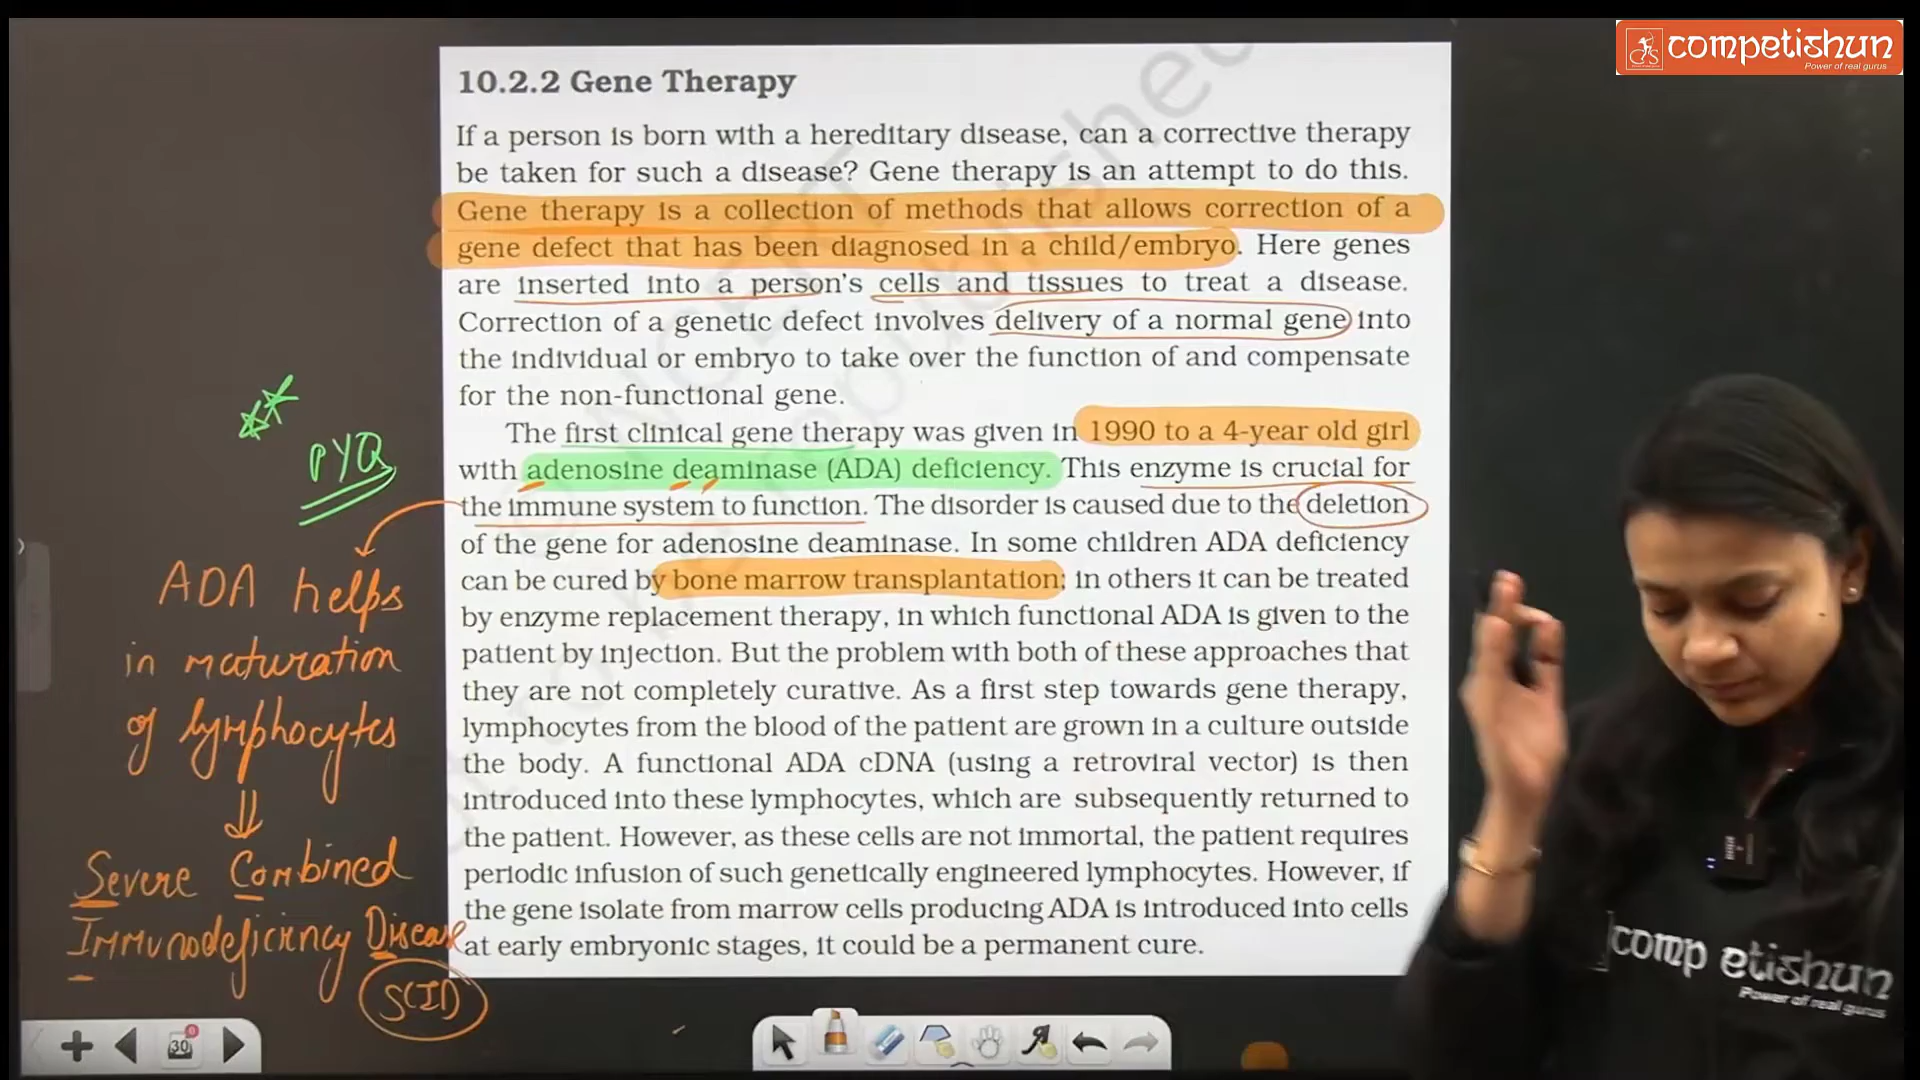 competishun
Power of real gurus
10.2.2 Gene Therapy
If a person is born with a hereditary disease, can a corrective therapy
be taken for such a disease? Gene therapy is an attempt to do this.
Gene therapy is a collection of methods that allows correction of a
gene defect that has been diagnosed in a child/embryo. Here genes
are inserted into a person's cells and tissues to treat a disease.
Correction of a genetic defect involves delivery of a normal gene into
the individual or embryo to take over the function of and compensate
for the non-functional gene.
The first clinical gene therapy was given in 1990 to a 4-year old girl
with adenosine deaminase (ADA) deficiency. This enzyme is crucial for
the immune system to function. The disorder is caused due to the deletion
of the gene for adenosine deaminase. In some children ADA deficiency
can be cured by bone marrow transplantation; in others it can be treated
by enzyme replacement therapy, in which functional ADA is given to the
patient by injection. But the problem with both of these approaches that
they are not completely curative. As a first step towards gene therapy,
lymphocytes from the blood of the patient are grown in a culture outside
the body. A functional ADA cDNA (using a retroviral vector) is then
introduced into these lymphocytes, which are subsequently returned to
the patient. However, as these cells are not immortal, the patient requires
periodic infusion of such genetically engineered lymphocytes. However, if
the gene isolate from marrow cells producing ADA is introduced into cells
at early embryonic stages, it could be a permanent cure.
PYQ
ADA helps
in maturation
of lymphocytes
Severe Combined
Immunodeficiency Disease
SCID
30
0
competishun
Power of real gurus